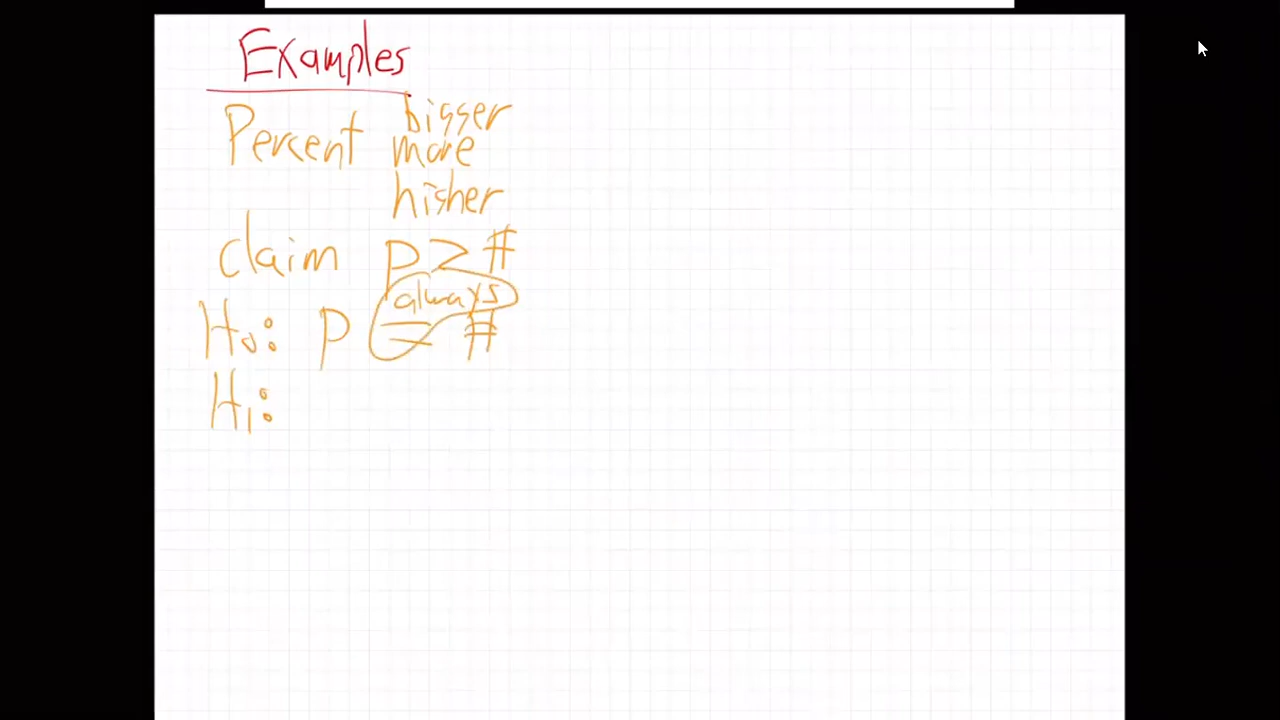 Examples
Percent bigger
more
higher
claim p > #
always
H₀: p = #
H₁: